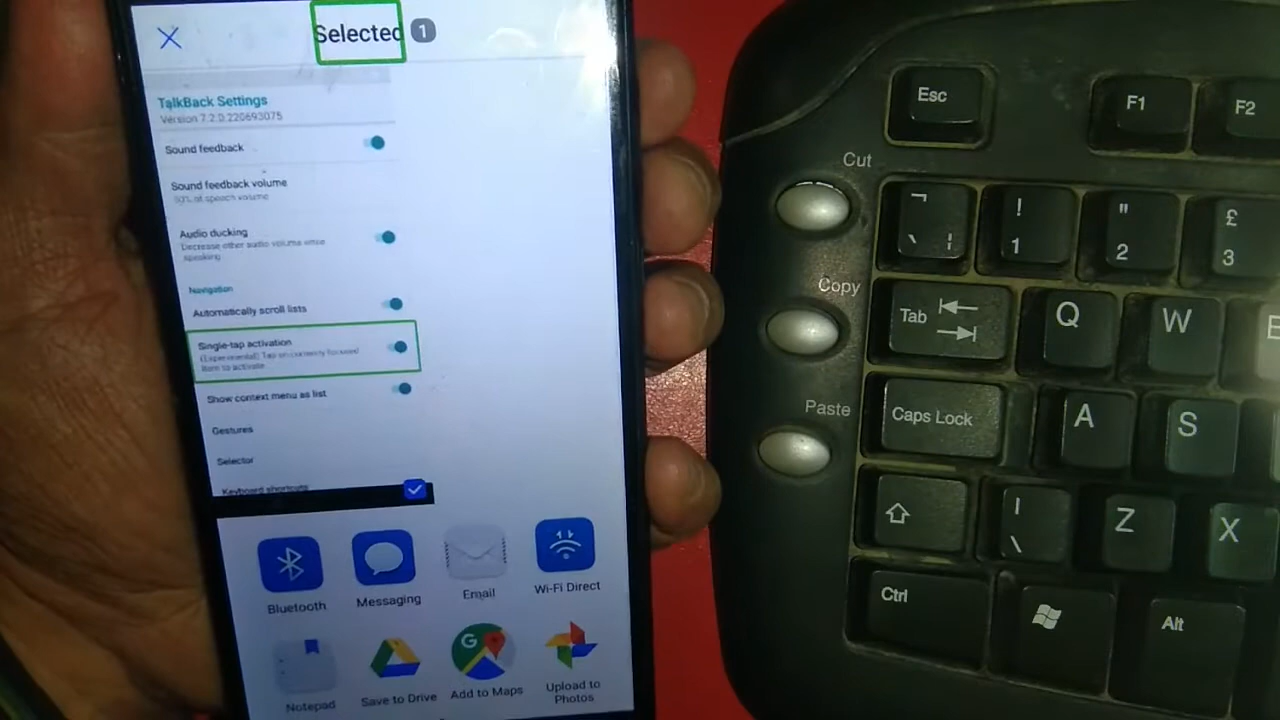 Selected 1
TalkBack Settings
Version 7.2.0.220693075
Sound feedback
Sound feedback volume
50% of speech volume
Audio ducking
Decrease other audio volume while
speaking
Navigation
Automatically scroll lists
Single-tap activation
(Experimental) Tap on currently focused
item to activate
Show context menu as list
Gestures
Selector
Keyboard shortcuts
Bluetooth
Messaging
Email
Wi-Fi Direct
Notepad
Save to Drive
Add to Maps
Upload to
Photos
G
Esc
F1
F2
Cut
Copy
Paste
¬ ` ¦
! 1
" 2
£ 3
Tab
Q
W
E
Caps Lock
A
S
| \
Z
X
Ctrl
Alt